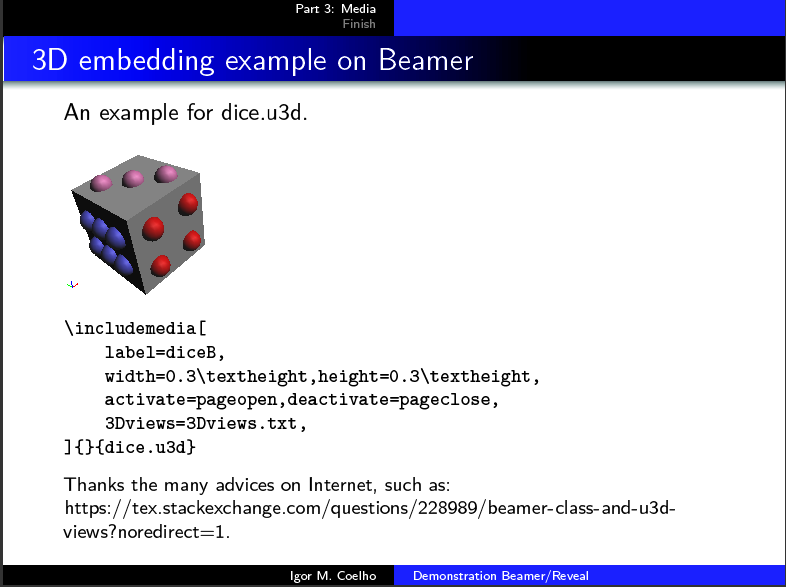 Part 3: Media
Finish
3D embedding example on Beamer
An example for dice.u3d.
\includemedia[
    label=diceB,
    width=0.3\textheight,height=0.3\textheight,
    activate=pageopen,deactivate=pageclose,
    3Dviews=3Dviews.txt,
]{}{dice.u3d}
Thanks the many advices on Internet, such as:
https://tex.stackexchange.com/questions/228989/beamer-class-and-u3d-
views?noredirect=1.
Igor M. Coelho
Demonstration Beamer/Reveal